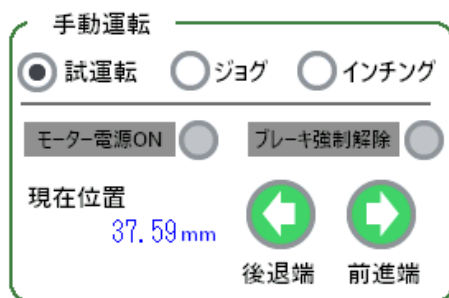 手動運転
試運転 ジョグ インチング
モーター電源ON ブレーキ強制解除
現在位置
37.59mm
後退端 前進端